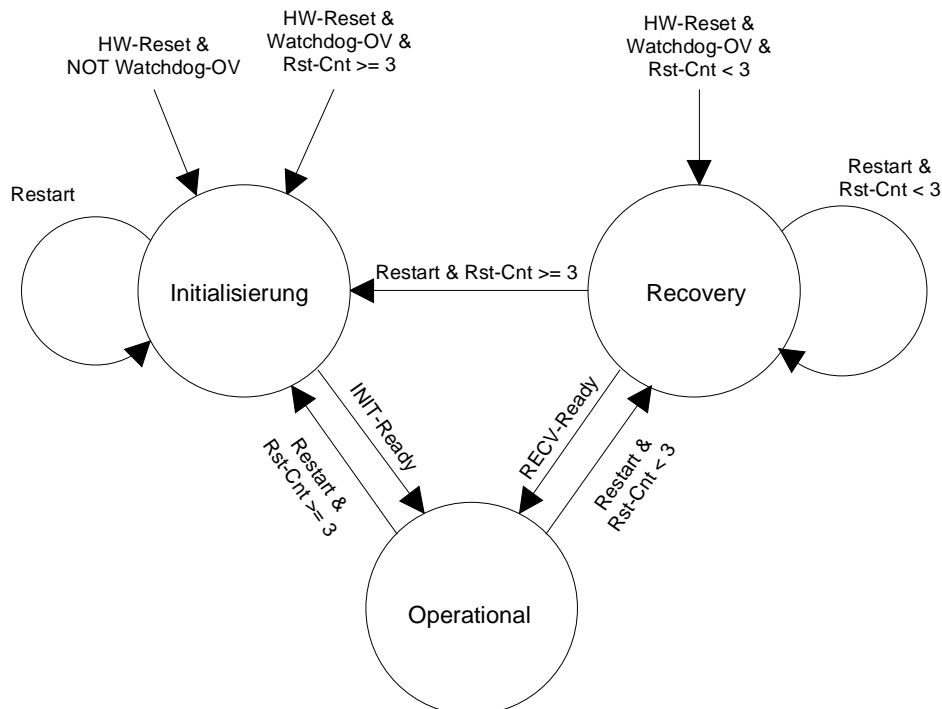 HW-Reset &
NOT Watchdog-OV
HW-Reset &
Watchdog-OV &
Rst-Cnt >= 3
HW-Reset &
Watchdog-OV &
Rst-Cnt < 3
Restart
Restart &
Rst-Cnt < 3
Initialisierung
Restart & Rst-Cnt >= 3
Recovery
INIT-Ready
Restart &
Rst-Cnt >= 3
RECV-Ready
Restart &
Rst-Cnt < 3
Operational